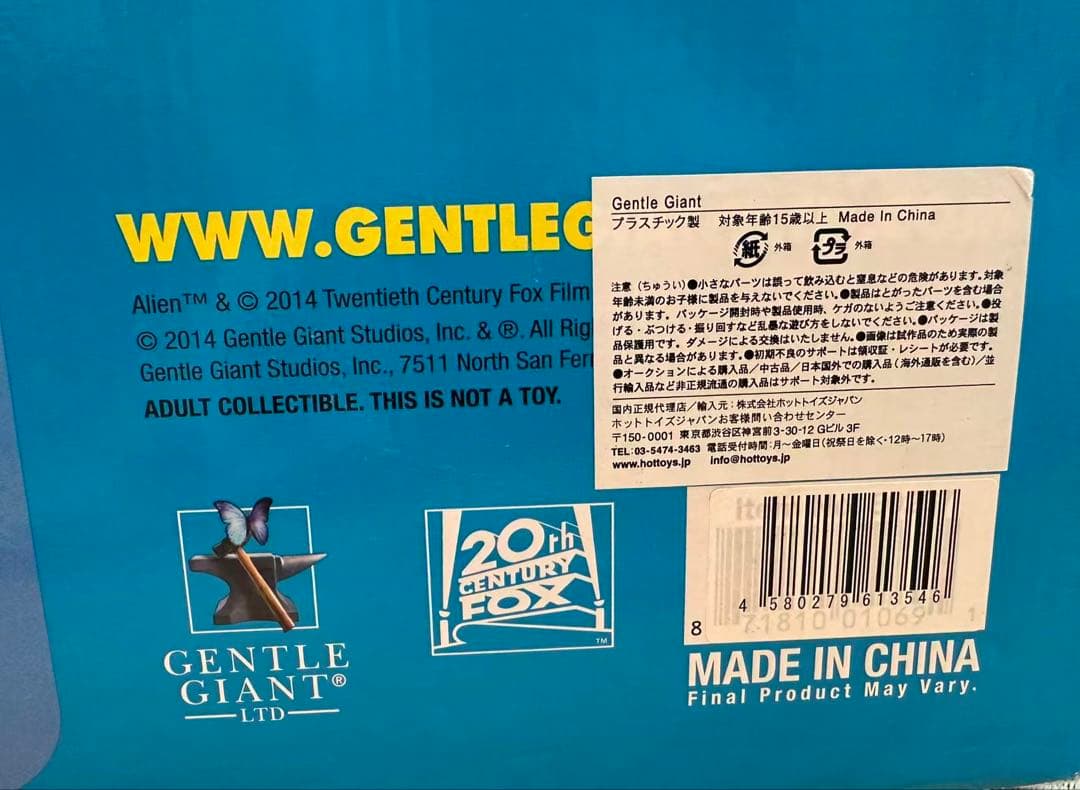 WWW.GENTLEG
Alien™ & © 2014 Twentieth Century Fox Film
© 2014 Gentle Giant Studios, Inc. & ®. All Rig
Gentle Giant Studios, Inc., 7511 North San Fer
ADULT COLLECTIBLE. THIS IS NOT A TOY.
Gentle Giant
プラスチック製 対象年齢15歳以上 Made In China
紙 外箱 プラ 外箱
注意(ちゅうい)●小さなパーツは誤って飲み込むと窒息などの危険があります。対象
年齢未満のお子様に製品を与えないでください。●製品はとがったパーツを含む場合
があります。パッケージ開封時や製品使用時、ケガのないようご注意ください。●投
げる・ぶつける・振り回すなど乱暴な遊び方をしないでください。●パッケージは製
品保護用です。ダメージによる交換はいたしません。●画像は試作品のため実際の製
品と異なる場合があります。●初期不良のサポートは領収証・レシートが必要です。
●オークションによる購入品/中古品/日本国外での購入品(海外通販を含む)/並
行輸入品など非正規流通の購入品はサポート対象外です。
国内正規代理店/輸入元:株式会社ホットトイズジャパン
ホットトイズジャパンお客様問い合わせセンター
〒150-0001 東京都渋谷区神宮前3-30-12 Gビル 3F
TEL:03-5474-3463 電話受付時間:月〜金曜日(祝祭日を除く・12時〜17時)
www.hottoys.jp info@hottoys.jp
GENTLE
GIANT®
LTD
20th
CENTURY
FOX
TM
4 580279 613546
8 71810 01069 1
MADE IN CHINA
Final Product May Vary.